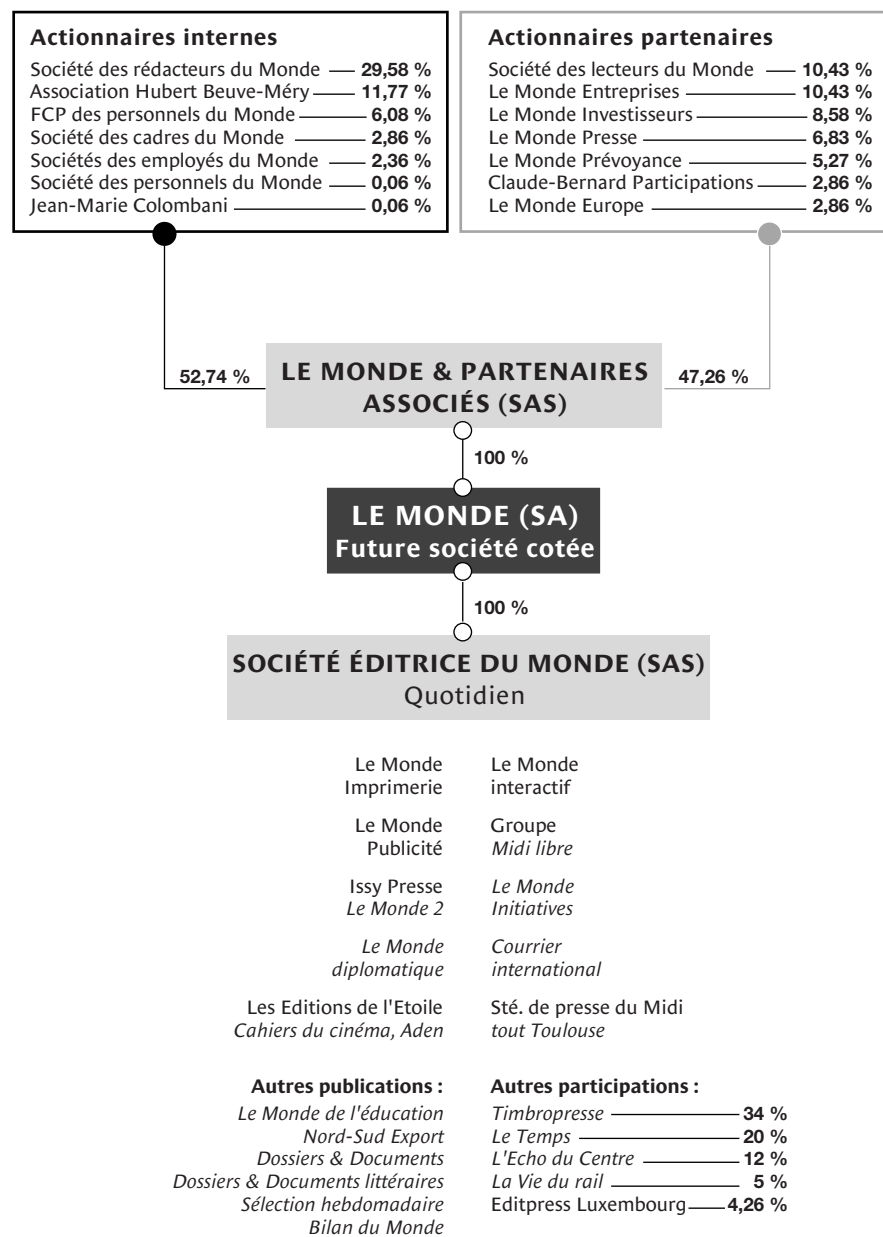 Actionnaires internes
Société des rédacteurs du Monde 29,58 %
Association Hubert Beuve-Méry 11,77 %
FCP des personnels du Monde 6,08 %
Société des cadres du Monde 2,86 %
Sociétés des employés du Monde 2,36 %
Société des personnels du Monde 0,06 %
Jean-Marie Colombani 0,06 %
Actionnaires partenaires
Société des lecteurs du Monde 10,43 %
Le Monde Entreprises 10,43 %
Le Monde Investisseurs 8,58 %
Le Monde Presse 6,83 %
Le Monde Prévoyance 5,27 %
Claude-Bernard Participations 2,86 %
Le Monde Europe 2,86 %
52,74 %
LE MONDE & PARTENAIRES
ASSOCIÉS (SAS)
47,26 %
100 %
LE MONDE (SA)
Future société cotée
100 %
SOCIÉTÉ ÉDITRICE DU MONDE (SAS)
Quotidien
Le Monde
Imprimerie
Le Monde
interactif
Le Monde
Publicité
Groupe
Midi libre
Issy Presse
Le Monde 2
Le Monde
Initiatives
Le Monde
diplomatique
Courrier
international
Les Editions de l'Etoile
Cahiers du cinéma, Aden
Sté. de presse du Midi
tout Toulouse
Autres publications :
Le Monde de l'éducation
Nord-Sud Export
Dossiers & Documents
Dossiers & Documents littéraires
Sélection hebdomadaire
Bilan du Monde
Autres participations :
Timbropresse 34 %
Le Temps 20 %
L'Echo du Centre 12 %
La Vie du rail 5 %
Editpress Luxembourg 4,26 %